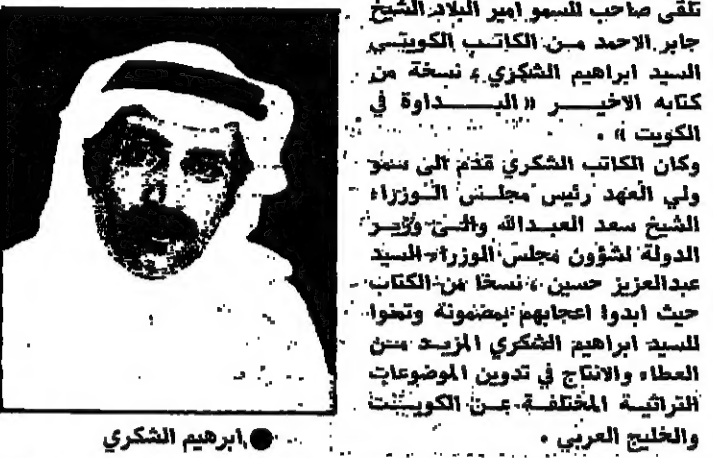 تلقى صاحب السمو امير البلاد الشيخ
جابر الاحمد من الكاتب الكويتي
السيد ابراهيم الشكري ، نسخة من
كتابه الاخير « البداوة في
الكويت » .
وكان الكاتب الشكري قدم الى سمو
ولي العهد رئيس مجلس الوزراء
الشيخ سعد العبدالله والى وزير
الدولة لشؤون مجلس الوزراء السيد
عبدالعزيز حسين ، نسخا من الكتاب
حيث ابدوا اعجابهم بمضمونة وتمنوا
للسيد ابراهيم الشكري المزيد من
العطاء والانتاج في تدوين الموضوعات
التراثية المختلفة عن الكويت
والخليج العربي .
● ابرهيم الشكري